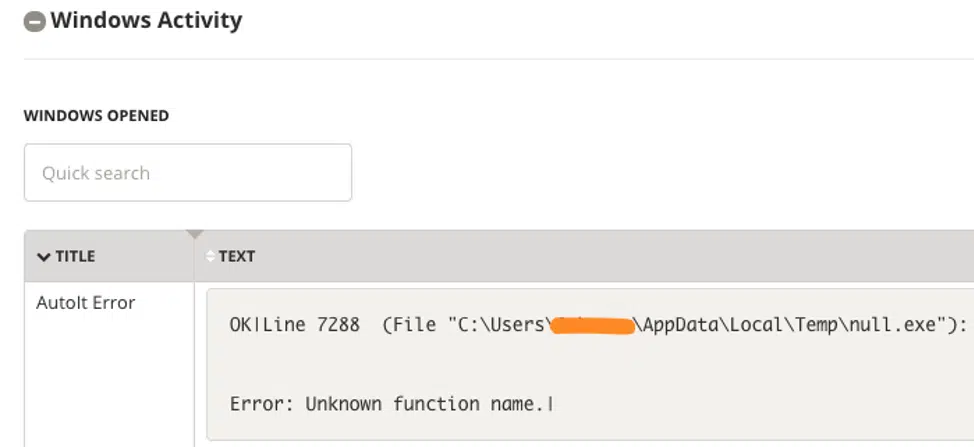 Windows Activity
WINDOWS OPENED
Quick search
TITLE
TEXT
AutoIt Error
OK|Line 7288 (File "C:\Users\ \AppData\Local\Temp\null.exe"):
Error: Unknown function name.|